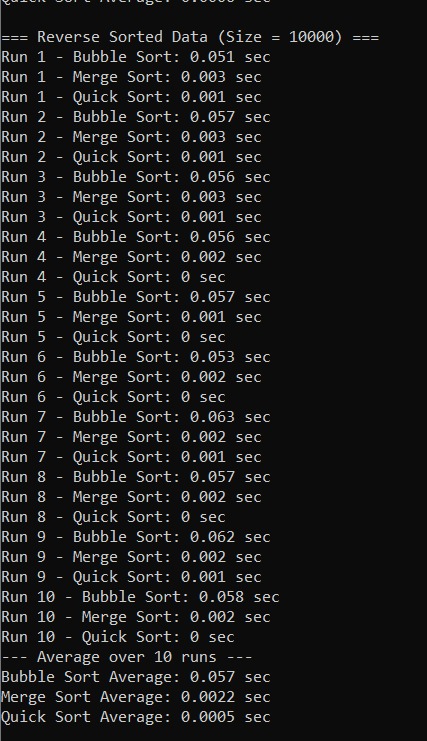 Quick Sort Average: 0.0006 sec
=== Reverse Sorted Data (Size = 10000) ===
Run 1 - Bubble Sort: 0.051 sec
Run 1 - Merge Sort: 0.003 sec
Run 1 - Quick Sort: 0.001 sec
Run 2 - Bubble Sort: 0.057 sec
Run 2 - Merge Sort: 0.003 sec
Run 2 - Quick Sort: 0.001 sec
Run 3 - Bubble Sort: 0.056 sec
Run 3 - Merge Sort: 0.003 sec
Run 3 - Quick Sort: 0.001 sec
Run 4 - Bubble Sort: 0.056 sec
Run 4 - Merge Sort: 0.002 sec
Run 4 - Quick Sort: 0 sec
Run 5 - Bubble Sort: 0.057 sec
Run 5 - Merge Sort: 0.001 sec
Run 5 - Quick Sort: 0 sec
Run 6 - Bubble Sort: 0.053 sec
Run 6 - Merge Sort: 0.002 sec
Run 6 - Quick Sort: 0 sec
Run 7 - Bubble Sort: 0.063 sec
Run 7 - Merge Sort: 0.002 sec
Run 7 - Quick Sort: 0.001 sec
Run 8 - Bubble Sort: 0.057 sec
Run 8 - Merge Sort: 0.002 sec
Run 8 - Quick Sort: 0 sec
Run 9 - Bubble Sort: 0.062 sec
Run 9 - Merge Sort: 0.002 sec
Run 9 - Quick Sort: 0.001 sec
Run 10 - Bubble Sort: 0.058 sec
Run 10 - Merge Sort: 0.002 sec
Run 10 - Quick Sort: 0 sec
--- Average over 10 runs ---
Bubble Sort Average: 0.057 sec
Merge Sort Average: 0.0022 sec
Quick Sort Average: 0.0005 sec